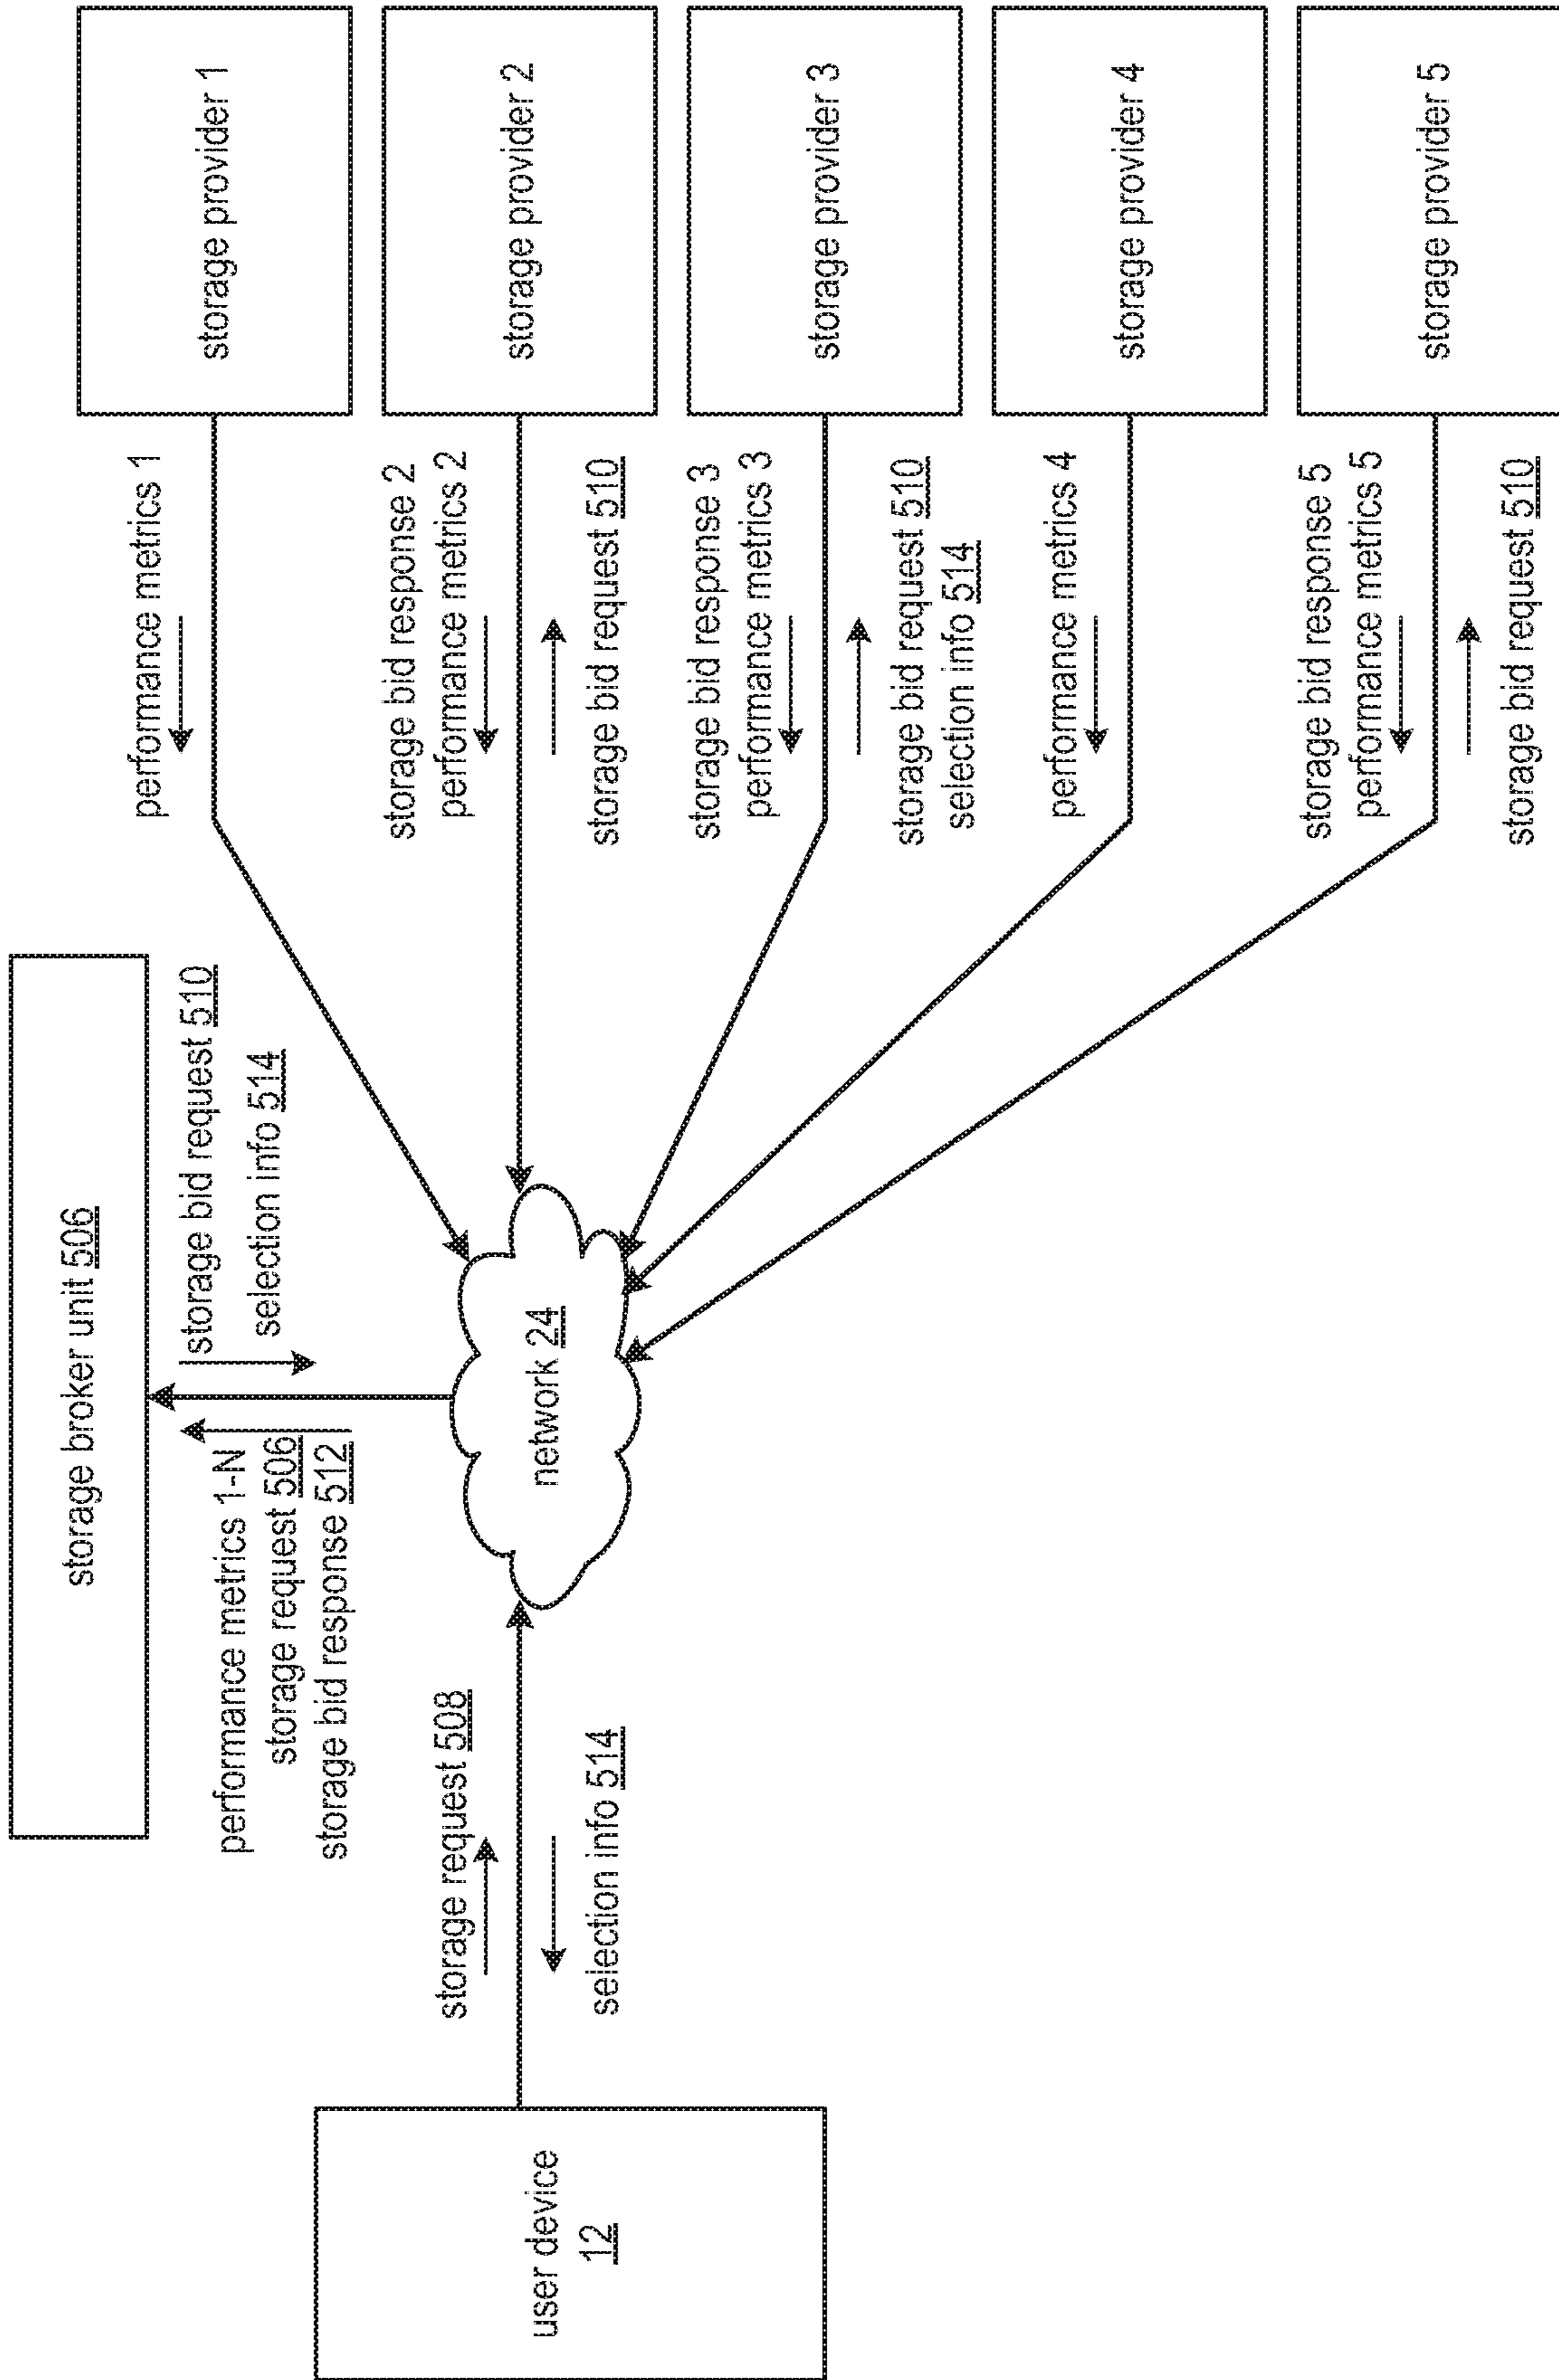 storage broker unit 506
storage bid request 510
selection info 514
performance metrics 1-N
storage request 506
storage bid response 512
user device
12
storage request 508
selection info 514
network 24
performance metrics 1
storage provider 1
storage bid response 2
performance metrics 2
storage bid request 510
storage provider 2
storage bid response 3
performance metrics 3
storage bid request 510
selection info 514
storage provider 3
performance metrics 4
storage provider 4
storage bid response 5
performance metrics 5
storage bid request 510
storage provider 5